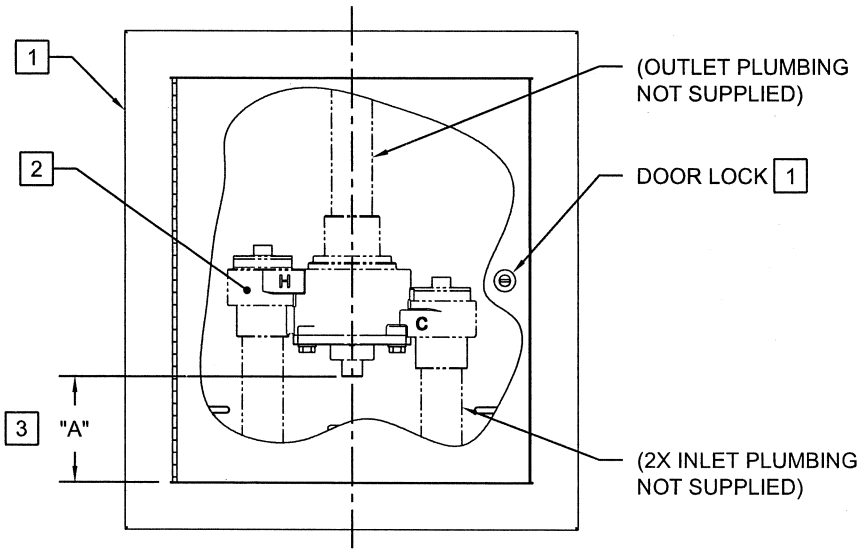 1
(OUTLET PLUMBING
NOT SUPPLIED)
2
DOOR LOCK 1
H
C
3 "A"
(2X INLET PLUMBING
NOT SUPPLIED)